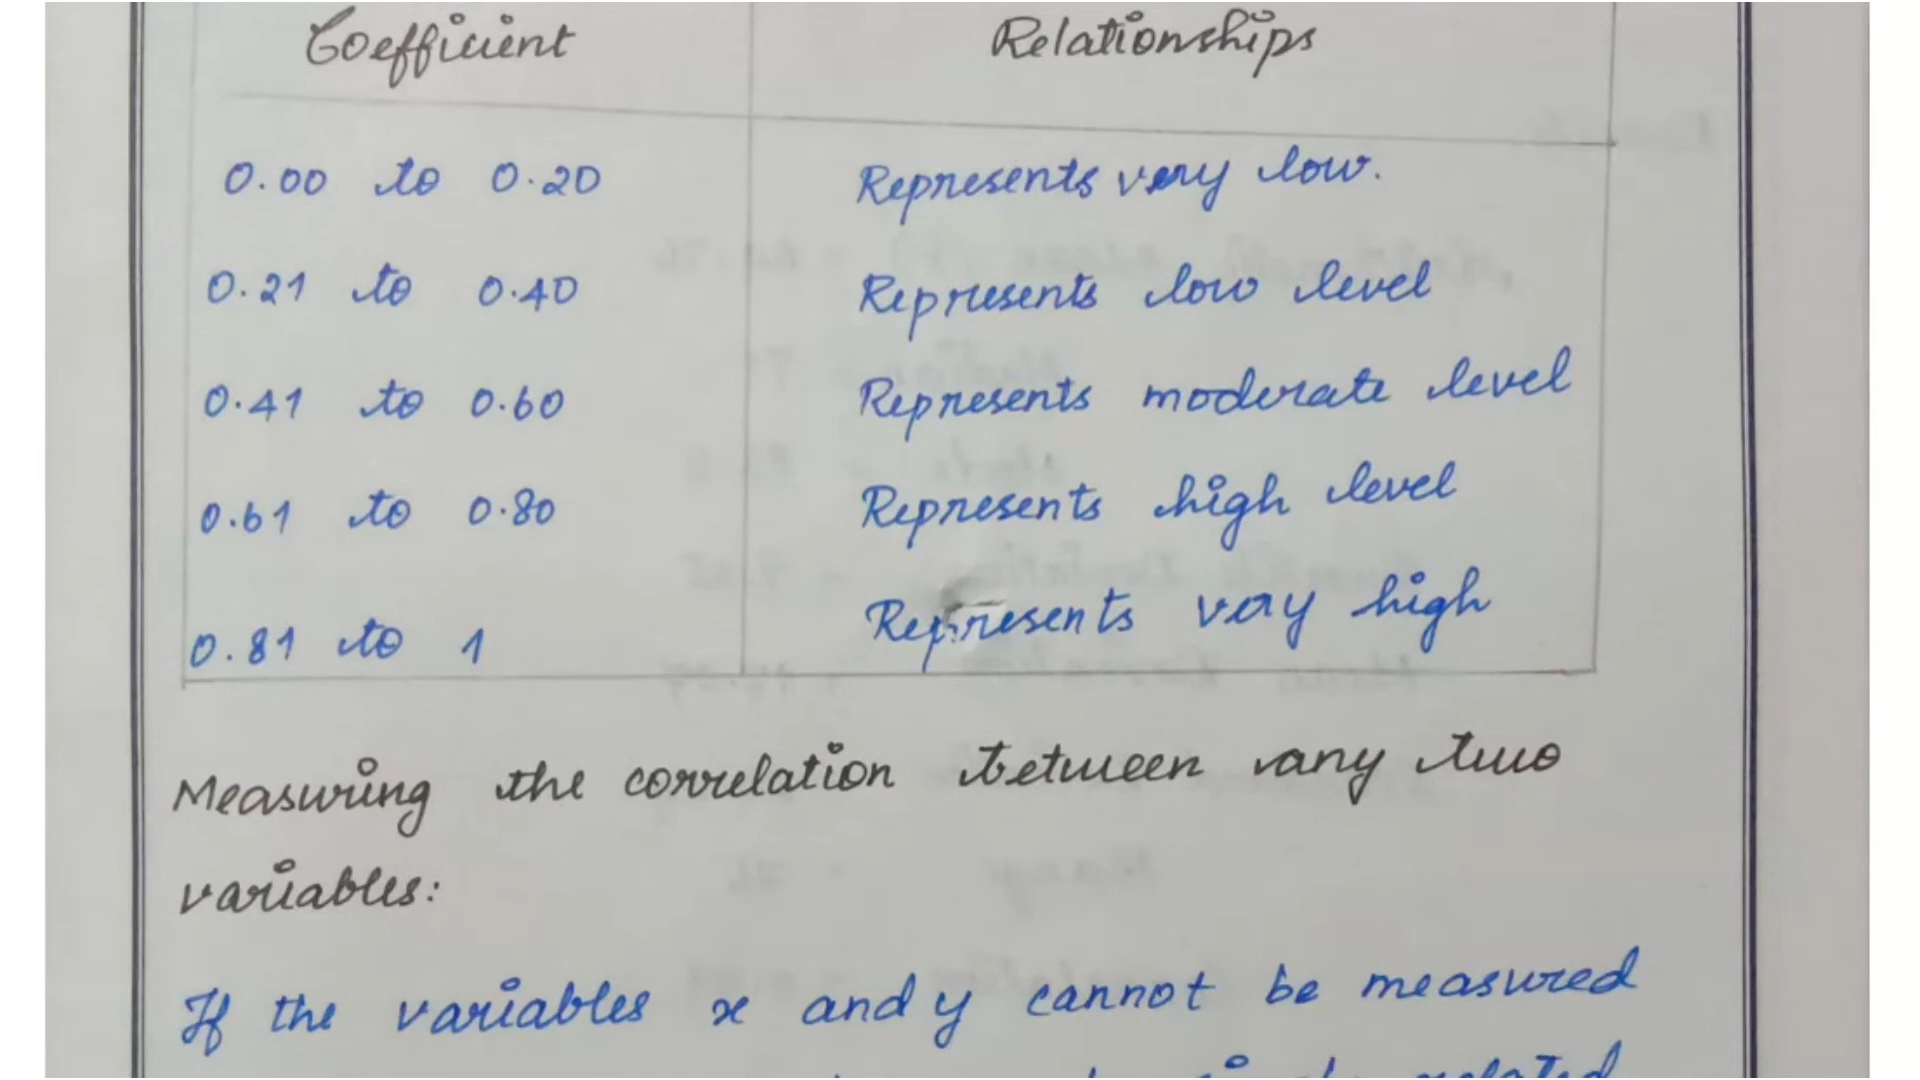 Coefficient Relationships
0.00 to 0.20 Represents very low.
0.21 to 0.40 Represents low level
0.41 to 0.60 Represents moderate level
0.61 to 0.80 Represents high level
0.81 to 1 Represents very high
Measuring the correlation between any two
variables:
If the variables x and y cannot be measured
related